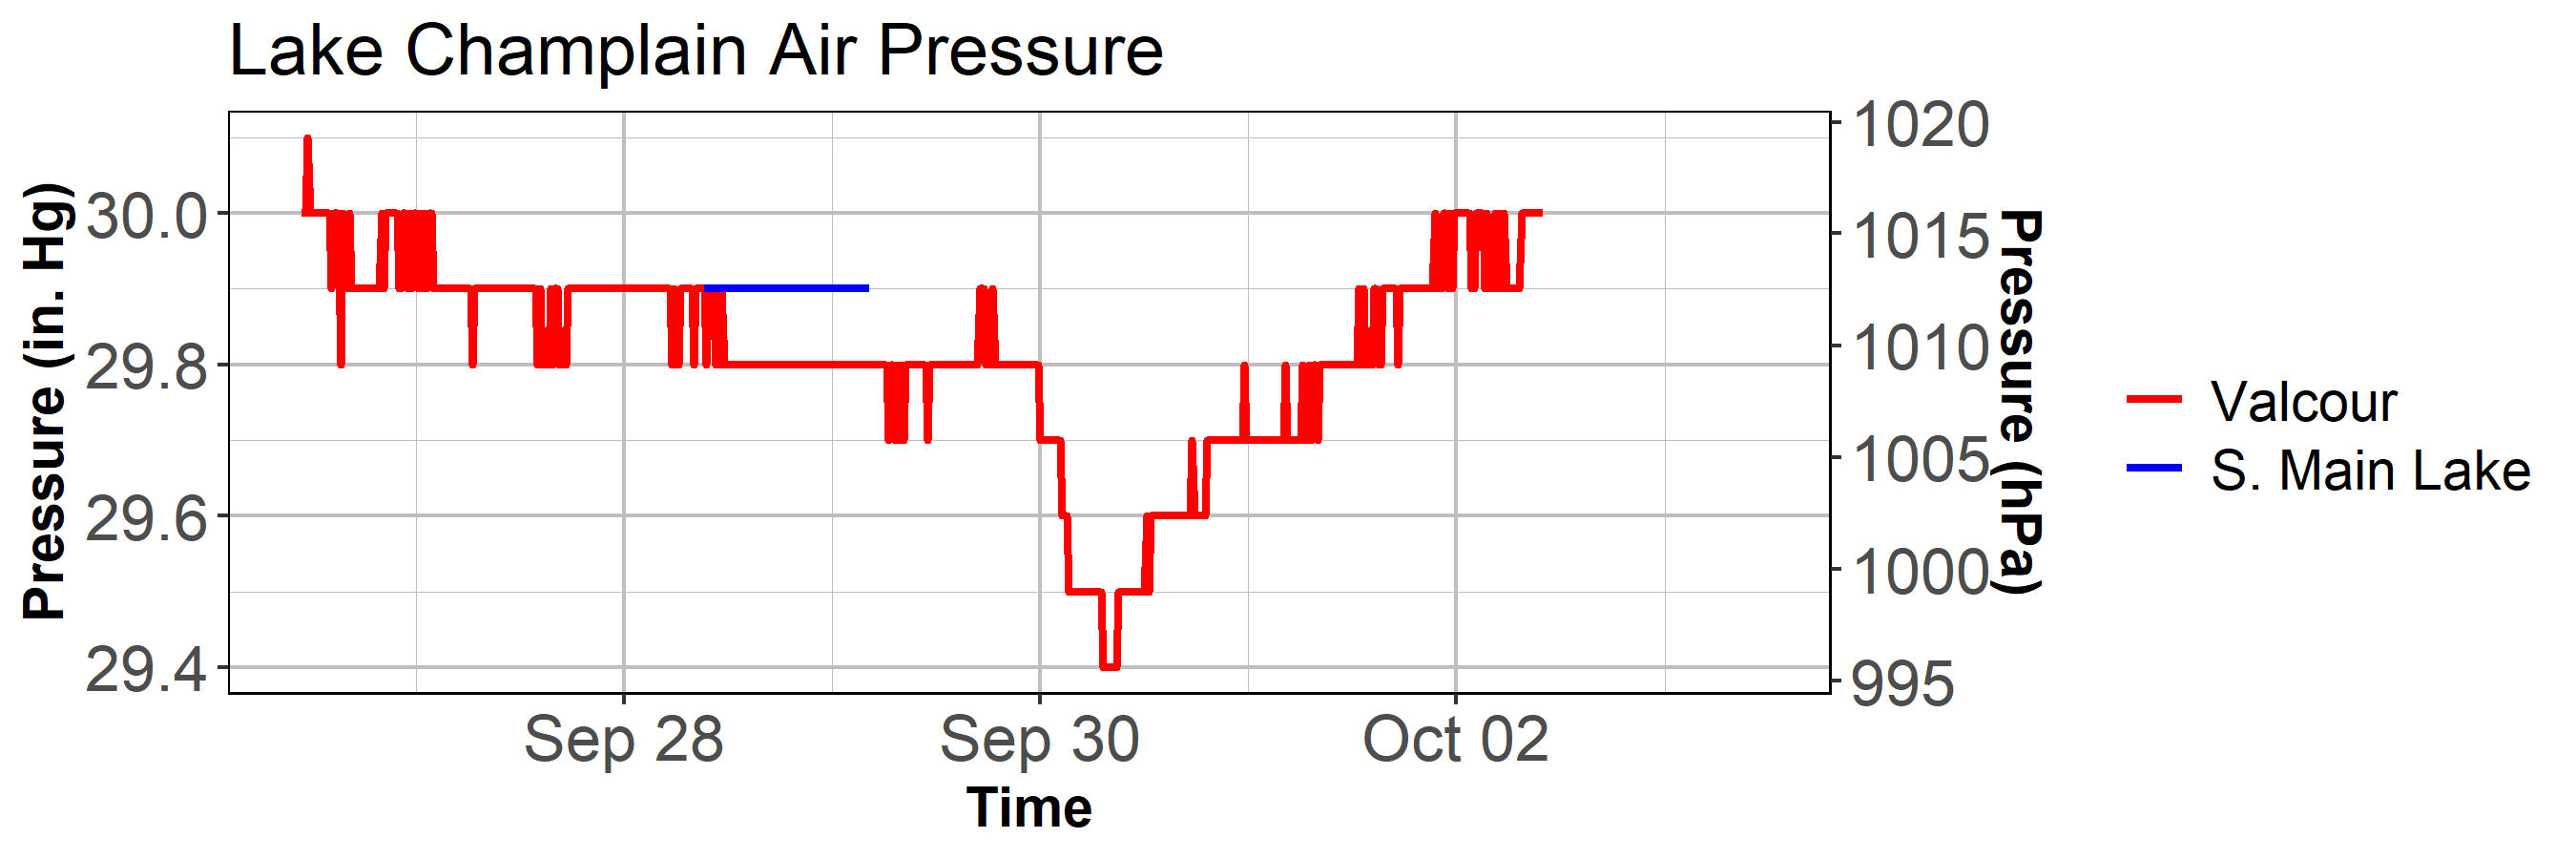 Lake Champlain Air Pressure
Pressure (in. Hg)
30.0
29.8
29.6
29.4
Sep 28
Sep 30
Oct 02
Time
1020
1015
1010
1005
1000
995
Pressure (hPa)
Valcour
S. Main Lake